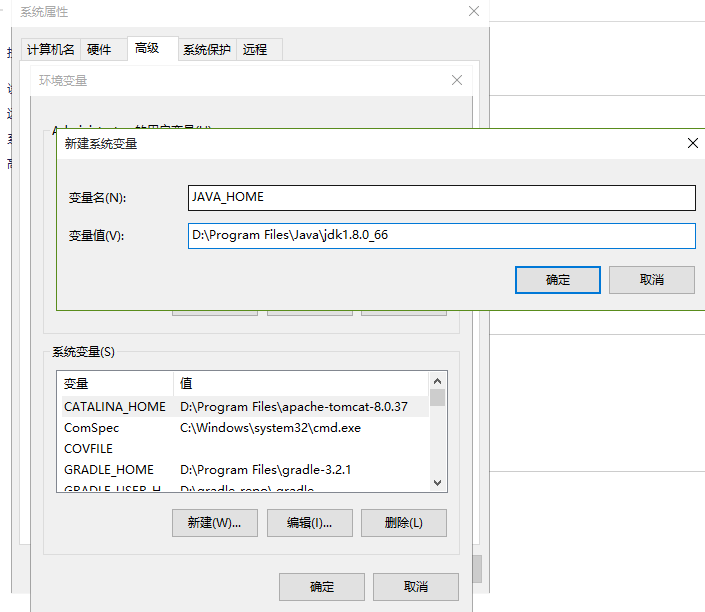 系统属性
计算机名 硬件 高级 系统保护 远程
环境变量
新建系统变量
变量名(N): JAVA_HOME
变量值(V): D:\Program Files\Java\jdk1.8.0_66
确定 取消
系统变量(S)
变量 值
CATALINA_HOME D:\Program Files\apache-tomcat-8.0.37
ComSpec C:\Windows\system32\cmd.exe
COVFILE
GRADLE_HOME D:\Program Files\gradle-3.2.1
新建(W)... 编辑(I)... 删除(L)
确定 取消